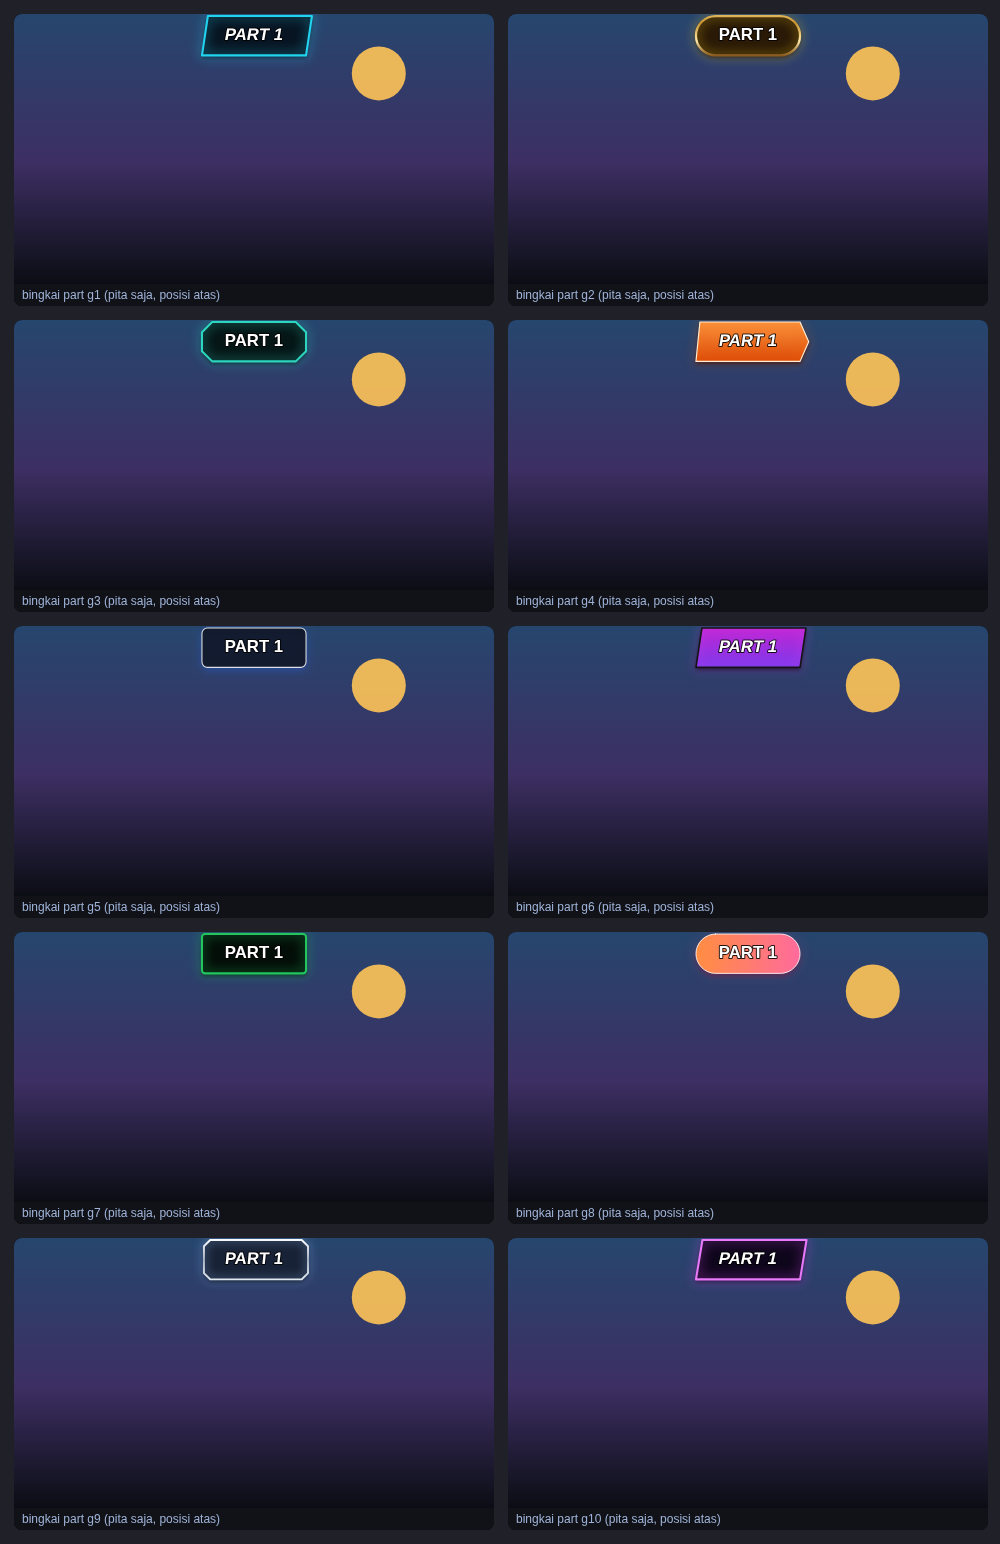 PART 1
PART 1
bingkai part g1 (pita saja, posisi atas)
bingkai part g2 (pita saja, posisi atas)
PART 1
PART 1
bingkai part g3 (pita saja, posisi atas)
bingkai part g4 (pita saja, posisi atas)
PART 1
PART 1
bingkai part g5 (pita saja, posisi atas)
bingkai part g6 (pita saja, posisi atas)
PART 1
PART 1
bingkai part g7 (pita saja, posisi atas)
bingkai part g8 (pita saja, posisi atas)
PART 1
PART 1
bingkai part g9 (pita saja, posisi atas)
bingkai part g10 (pita saja, posisi atas)